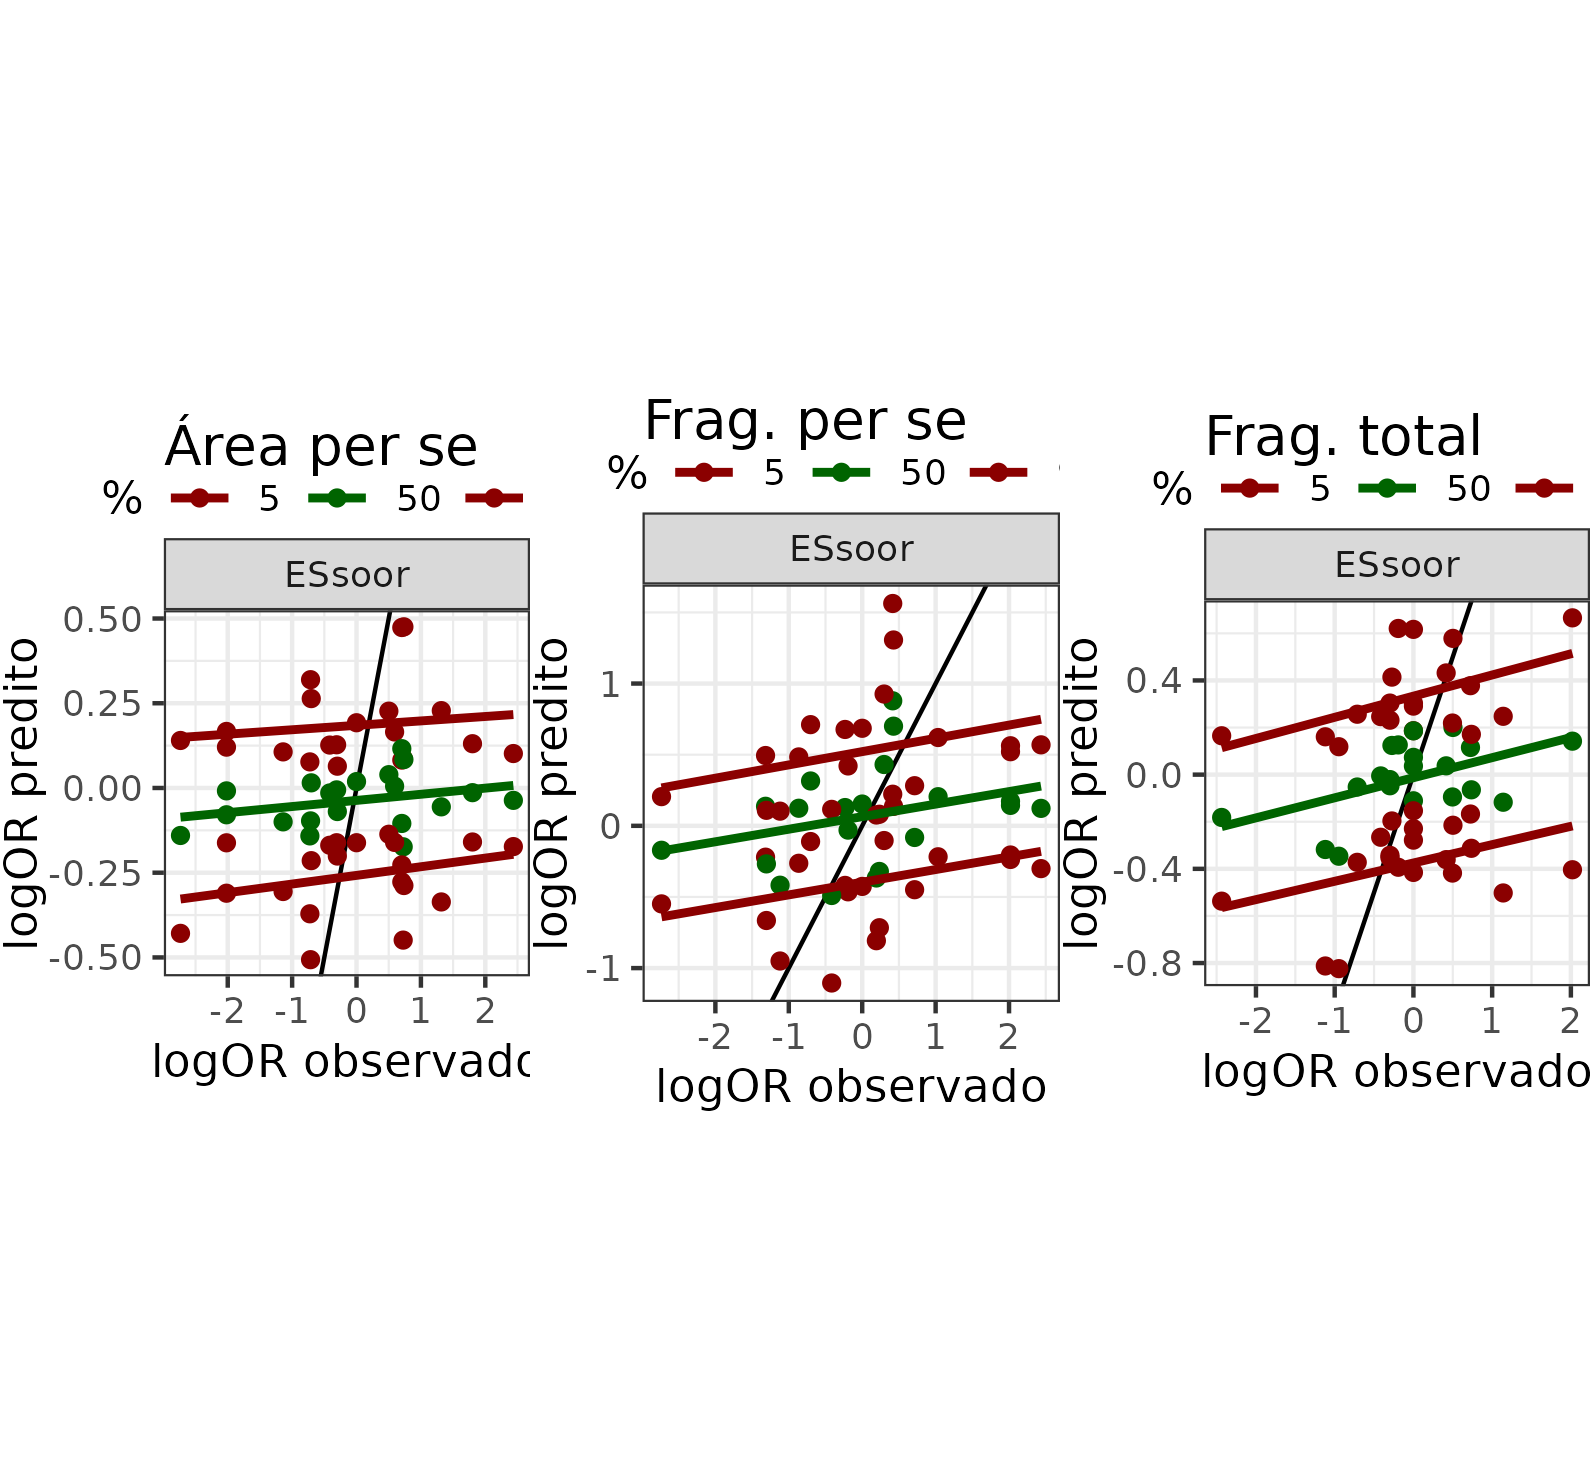 Área per se
% 5 50
ESsoor
0.50
0.25
0.00
-0.25
-0.50
logOR predito
-2 -1 0 1 2
logOR observado
Frag. per se
% 5 50
ESsoor
1
0
-1
logOR predito
-2 -1 0 1 2
logOR observado
Frag. total
% 5 50
ESsoor
0.4
0.0
-0.4
-0.8
logOR predito
-2 -1 0 1 2
logOR observado